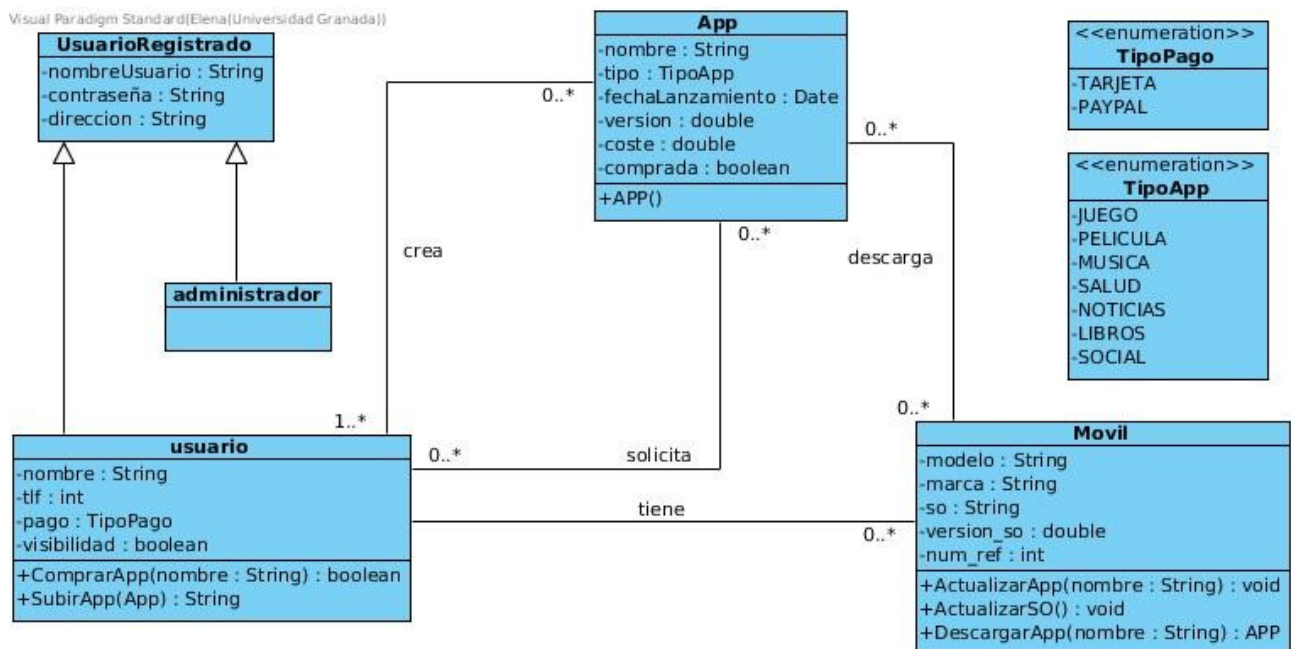 Visual Paradigm Standard(Elena(Universidad Granada))
UsuarioRegistrado
-nombreUsuario : String
-contraseña : String
-direccion : String
App
-nombre : String
-tipo : TipoApp
-fechaLanzamiento : Date
-version : double
-coste : double
-comprada : boolean
+APP()
<<enumeration>>
TipoPago
-TARJETA
-PAYPAL
<<enumeration>>
TipoApp
-JUEGO
-PELICULA
-MUSICA
-SALUD
-NOTICIAS
-LIBROS
-SOCIAL
0..*
0..*
0..*
crea
descarga
administrador
1..*
0..*
0..*
solicita
tiene
0..*
usuario
-nombre : String
-tlf : int
-pago : TipoPago
-visibilidad : boolean
+ComprarApp(nombre : String) : boolean
+SubirApp(App) : String
Movil
-modelo : String
-marca : String
-so : String
-version_so : double
-num_ref : int
+ActualizarApp(nombre : String) : void
+ActualizarSO() : void
+DescargarApp(nombre : String) : APP